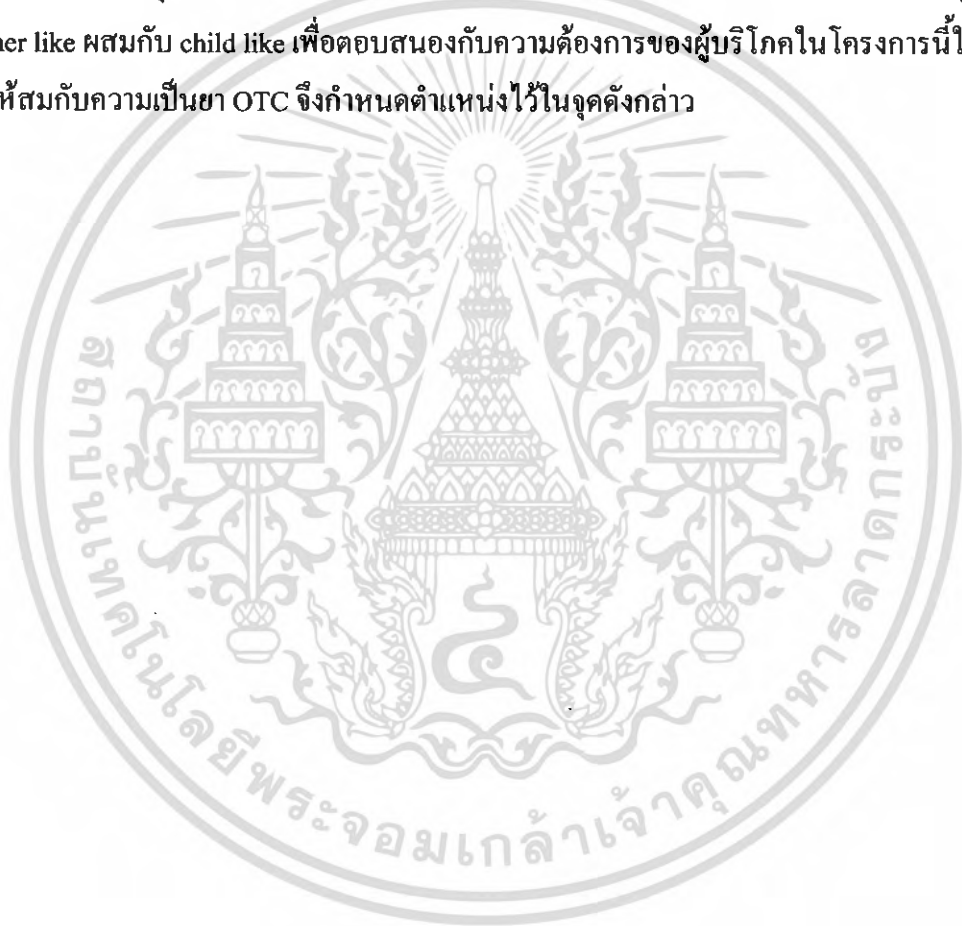 ner like ผสมกับ child like เพื่อตอบสนองกับความต้องการของผู้บริโภคในโครงการนี้
ห้สมกับความเป็นยา OTC จึงกำหนดตำแหน่งไว้ในจุดดังกล่าว
สถาบันเทคโนโลยีพระจอมเกล้าเจ้าคุณทหารลาดกระบัง